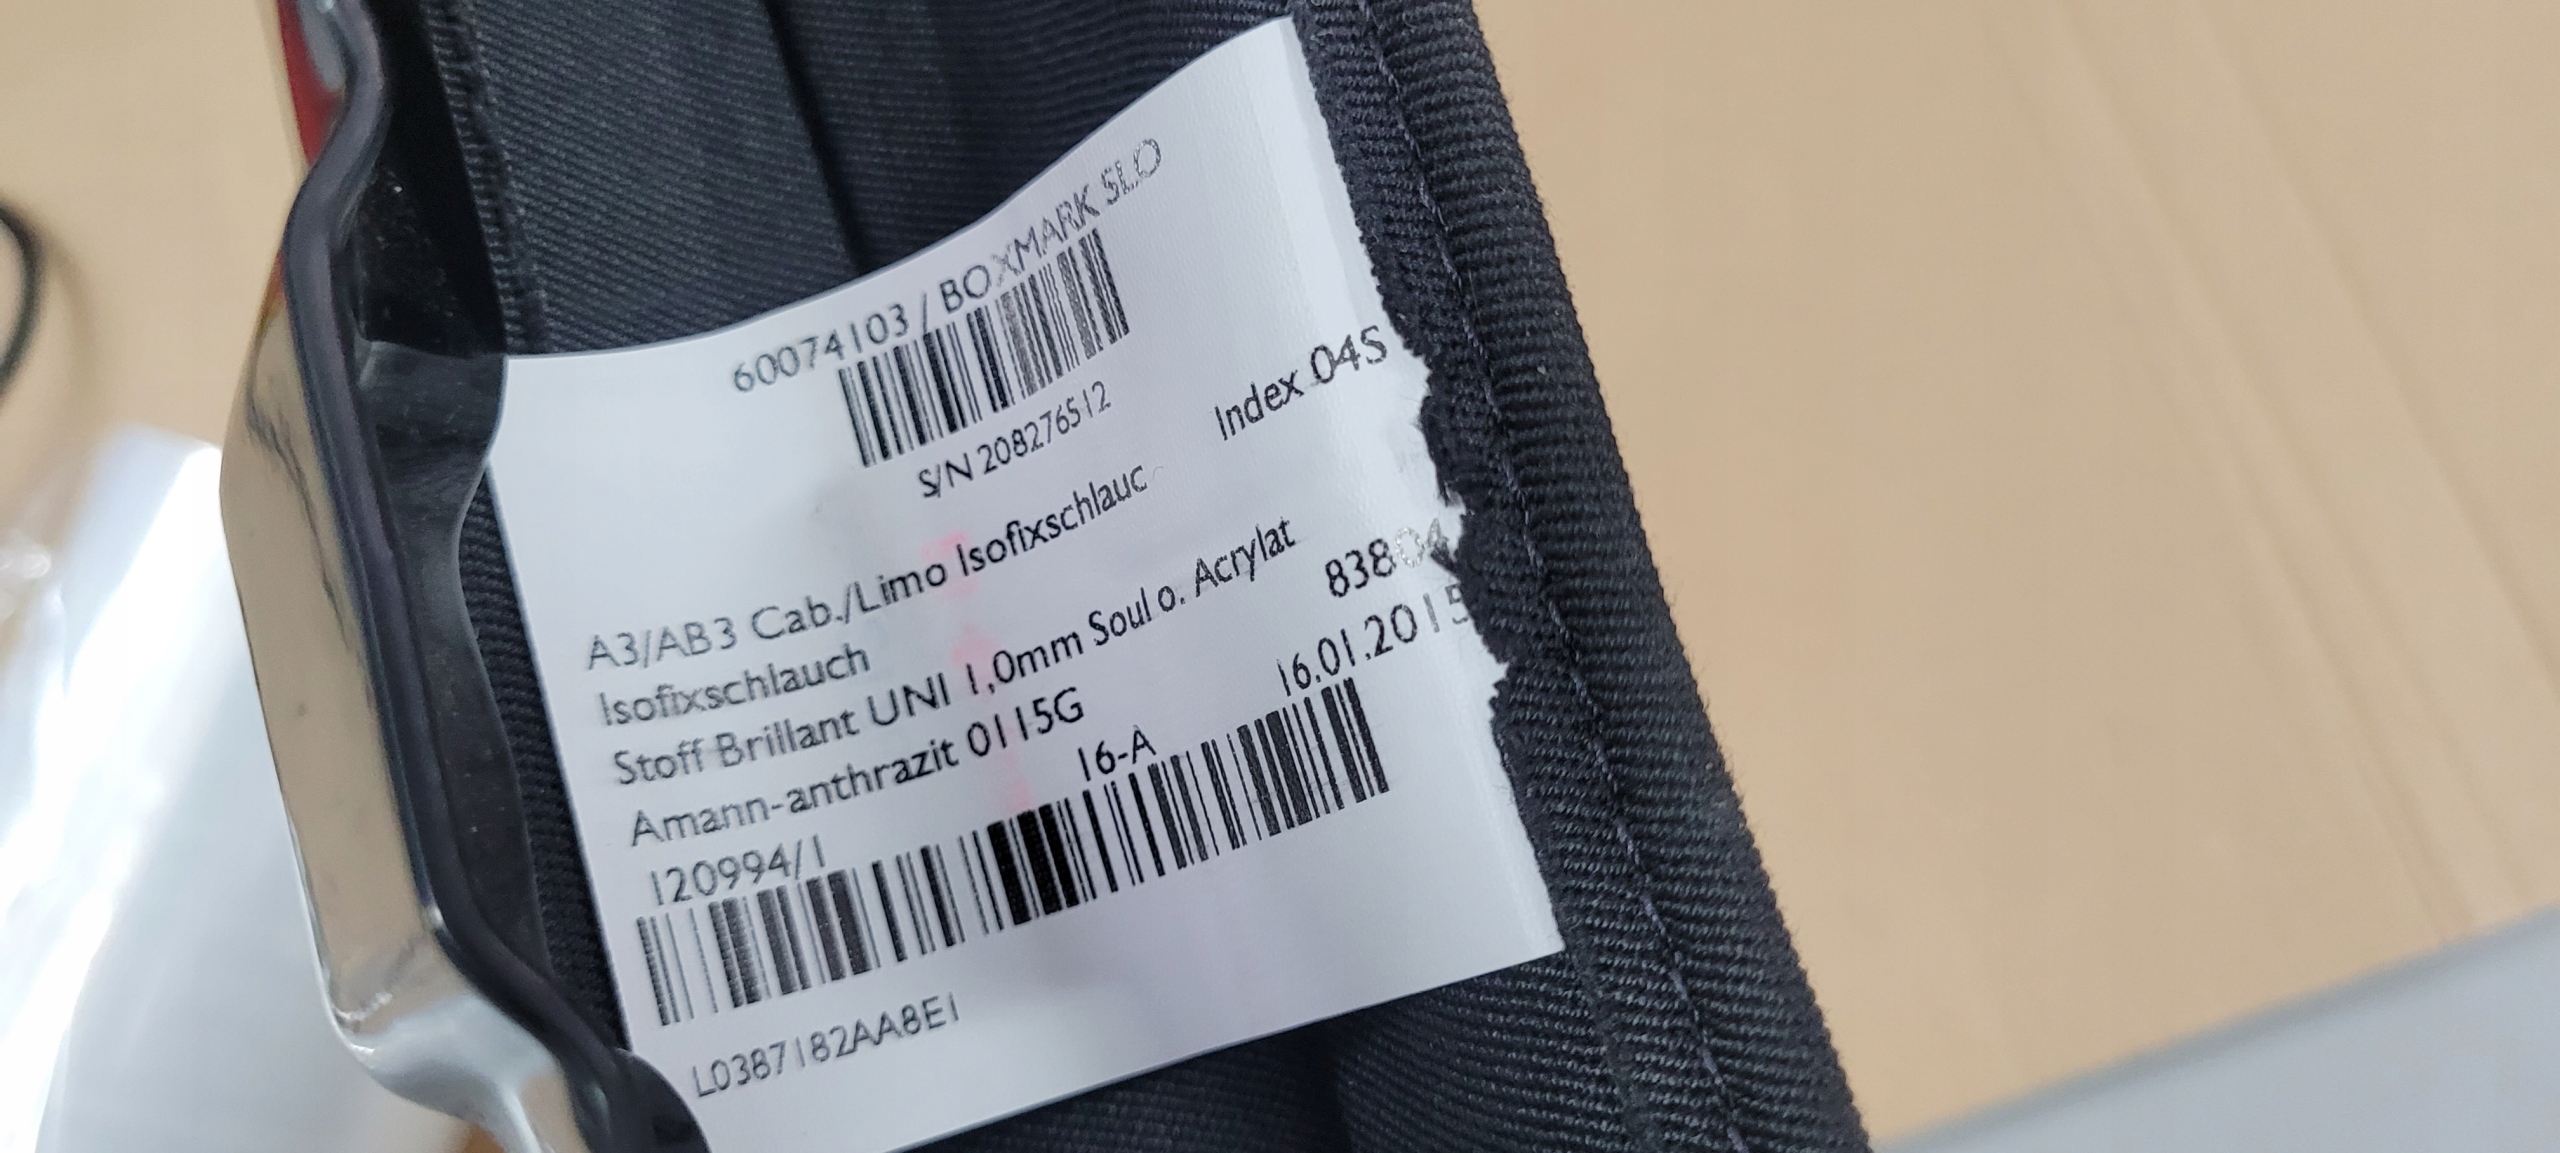 60074103 / BOXMARK SLO
S/N 208276512
Index 04S
A3/AB3 Cab./Limo Isofixschlauc
Isofixschlauch
Stoff Brillant UNI 1,0mm Soul o. Acrylat
83804
Amann-anthrazit 0115G
16.01.2015
120994/1
16-A
L0387182AA8E1